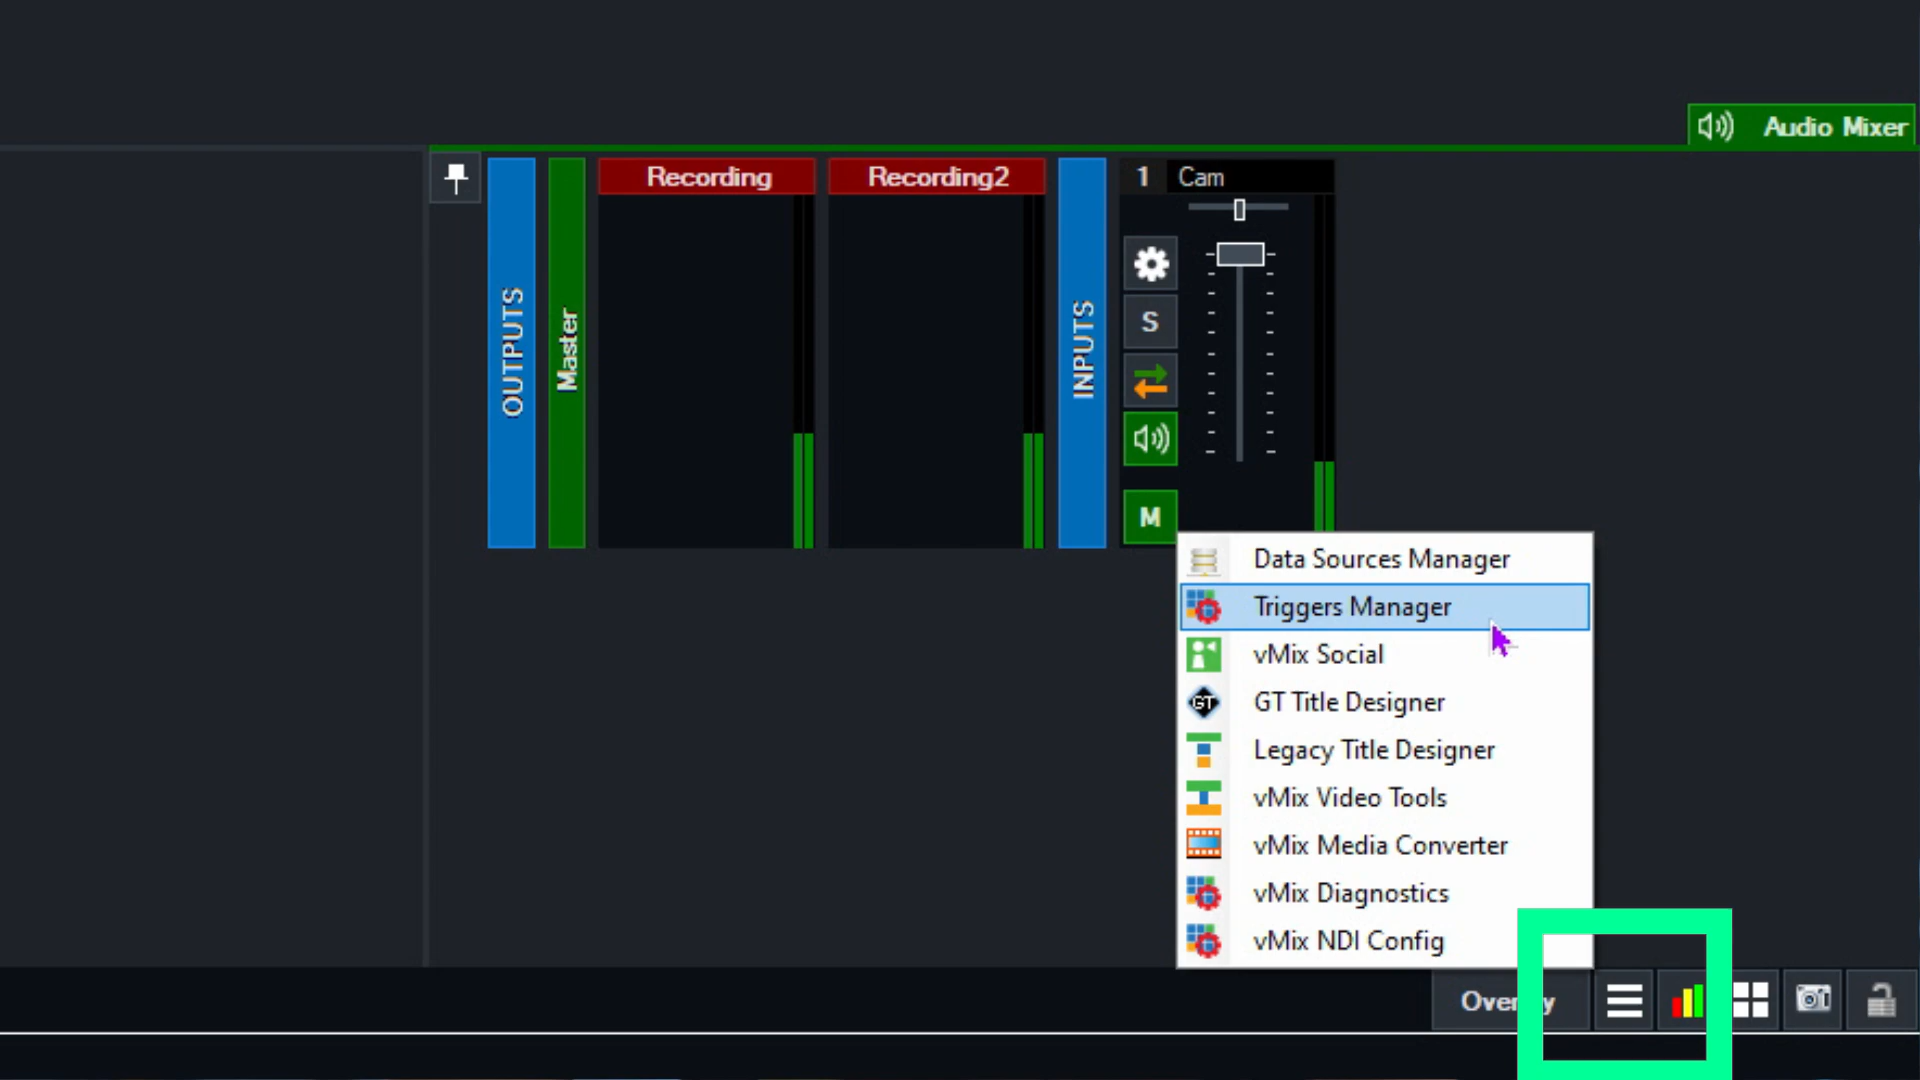 Audio Mixer
OUTPUTS
Master
Recording
Recording2
INPUTS
1 Cam
S
M
Data Sources Manager
Triggers Manager
vMix Social
GT GT Title Designer
Legacy Title Designer
vMix Video Tools
vMix Media Converter
vMix Diagnostics
vMix NDI Config